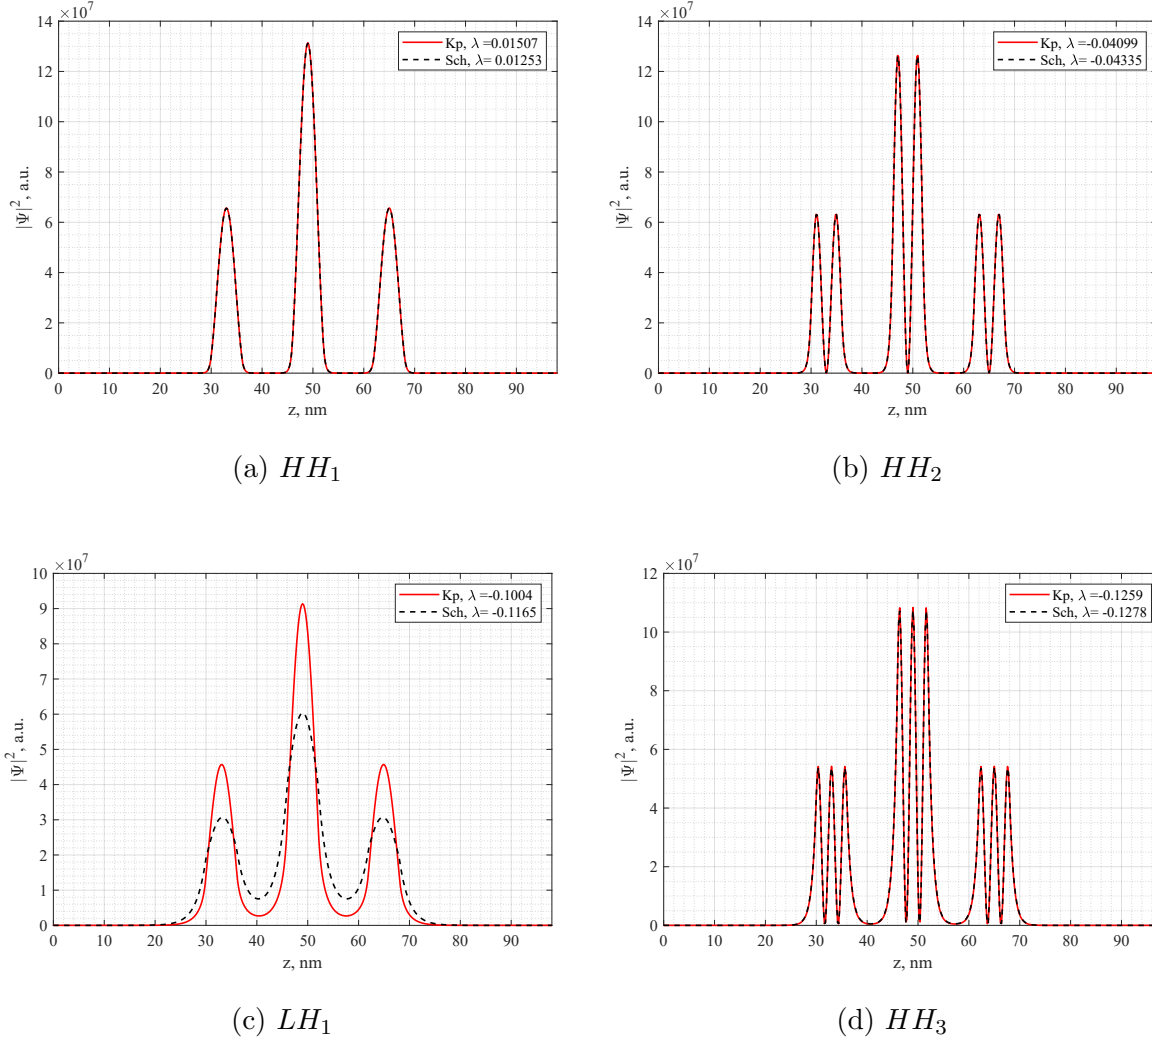 ×10⁷
14
12
10
8
6
4
2
0
|Ψ|², a.u.
Kp, λ =0.01507
Sch, λ= 0.01253
0 10 20 30 40 50 60 70 80 90
z, nm
(a) HH₁
×10⁷
14
12
10
8
6
4
2
0
|Ψ|², a.u.
Kp, λ =-0.04099
Sch, λ= -0.04335
0 10 20 30 40 50 60 70 80 90
z, nm
(b) HH₂
×10⁷
10
9
8
7
6
5
4
3
2
1
0
|Ψ|², a.u.
Kp, λ =-0.1004
Sch, λ= -0.1165
0 10 20 30 40 50 60 70 80 90
z, nm
(c) LH₁
×10⁷
12
10
8
6
4
2
0
|Ψ|², a.u.
Kp, λ =-0.1259
Sch, λ= -0.1278
0 10 20 30 40 50 60 70 80 90
z, nm
(d) HH₃